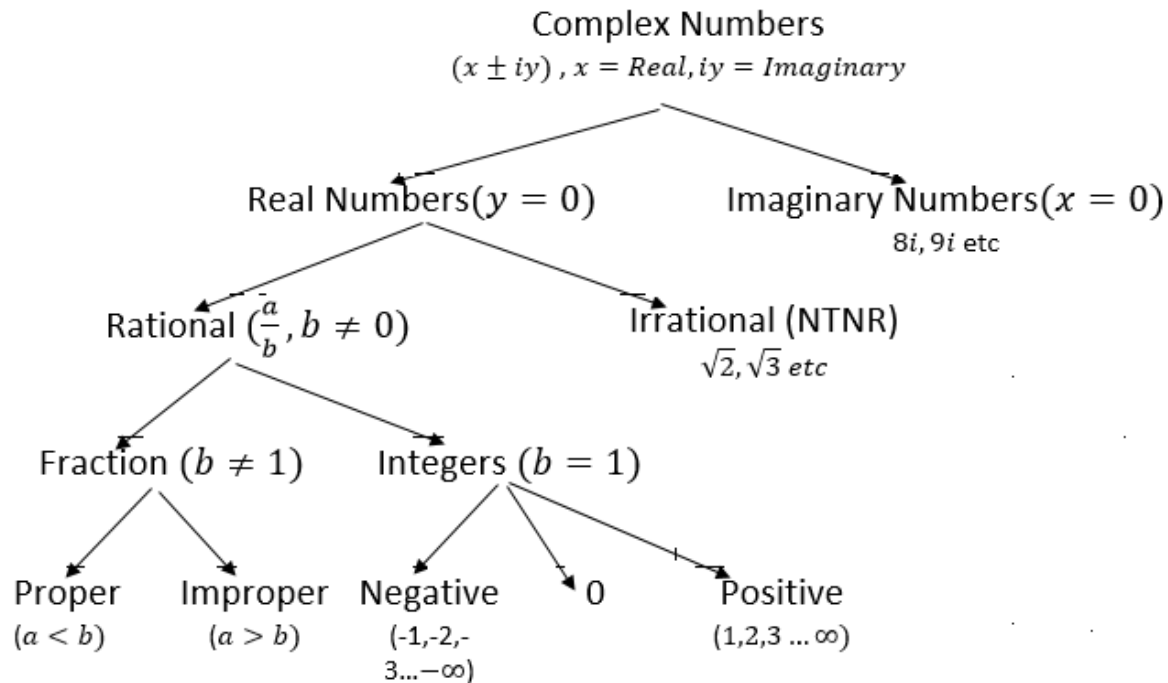 Complex Numbers
(x ± iy) , x = Real, iy = Imaginary
Real Numbers(y = 0)
Imaginary Numbers(x = 0)
8i, 9i etc
Rational (a/b, b ≠ 0)
Irrational (NTNR)
√2, √3 etc
Fraction (b ≠ 1)
Integers (b = 1)
Proper
(a < b)
Improper
(a > b)
Negative
(-1,-2,-
3…−∞)
0
Positive
(1,2,3 … ∞)